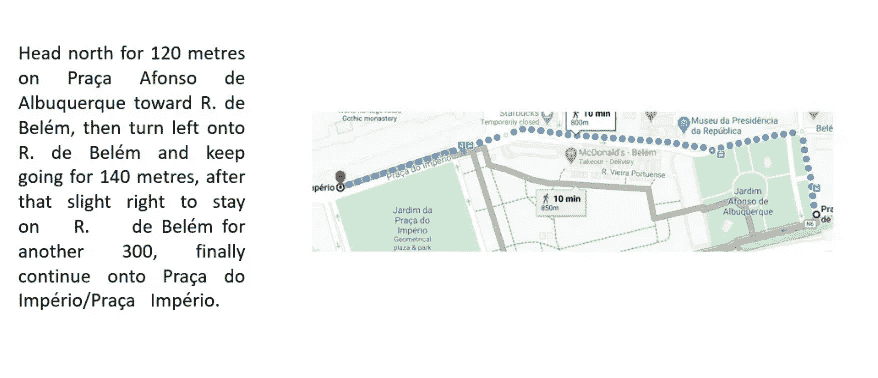 Head north for 120 metres
on Praça Afonso de
Albuquerque toward R. de
Belém, then turn left onto
R. de Belém and keep
going for 140 metres, after
that slight right to stay
on R. de Belém for
another 300, finally
continue onto Praça do
Império/Praça Império.
Gothic monastery
Starbucks
Temporarily closed
10 min
800m
Museu da Presidência
da República
Belé
McDonald's - Belém
Takeout - Delivery
R. Vieira Portuense
Praça do Império
pério
10 min
850m
Jardim da
Praça do
Império
Geometrical
plaza & park
Jardim
Afonso de
Albuquerque
Pra
de
N6